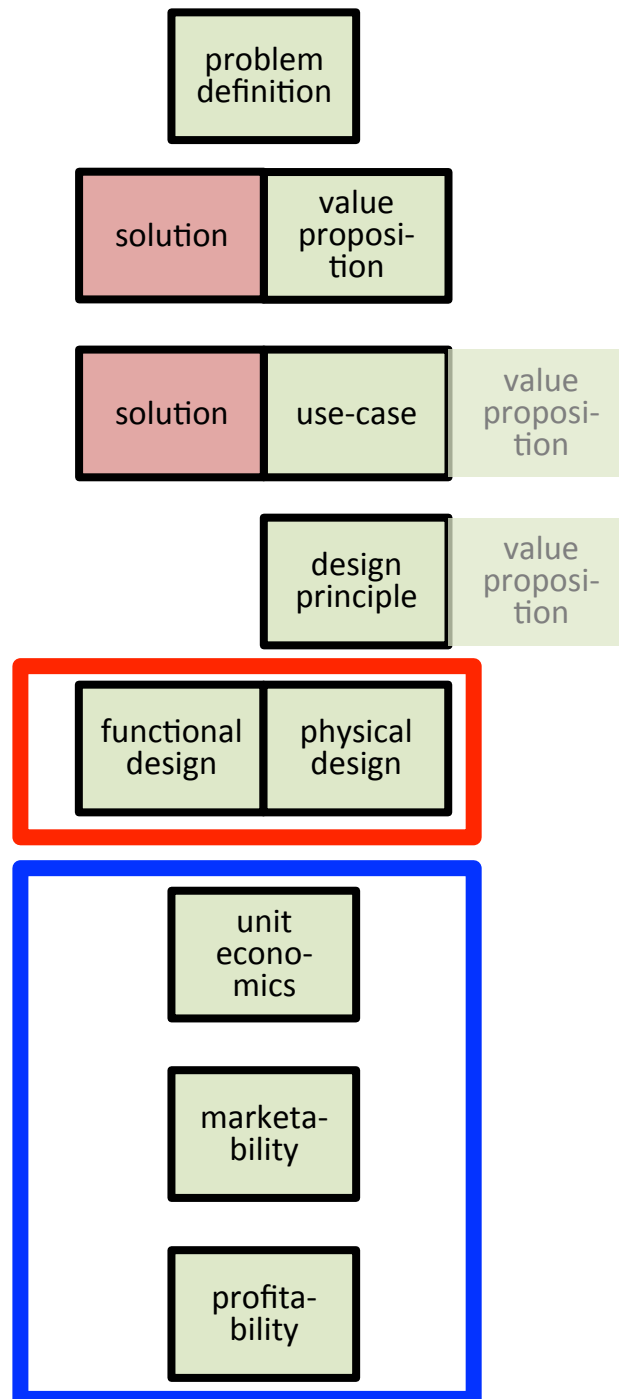 problem
definition
solution
value
proposi-
tion
solution
use-case
value
proposi-
tion
design
principle
value
proposi-
tion
functional
design
physical
design
unit
econo-
mics
marketa-
bility
profita-
bility